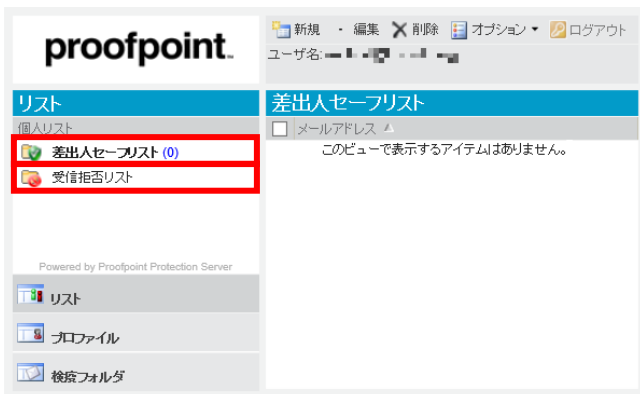 proofpoint™
新規 ・ 編集 削除 オプション ログアウト
ユーザ名:
リスト
個人リスト
差出人セーフリスト (0)
受信拒否リスト
Powered by Proofpoint Protection Server
リスト
プロファイル
検疫フォルダ
差出人セーフリスト
メールアドレス
このビューで表示するアイテムはありません。